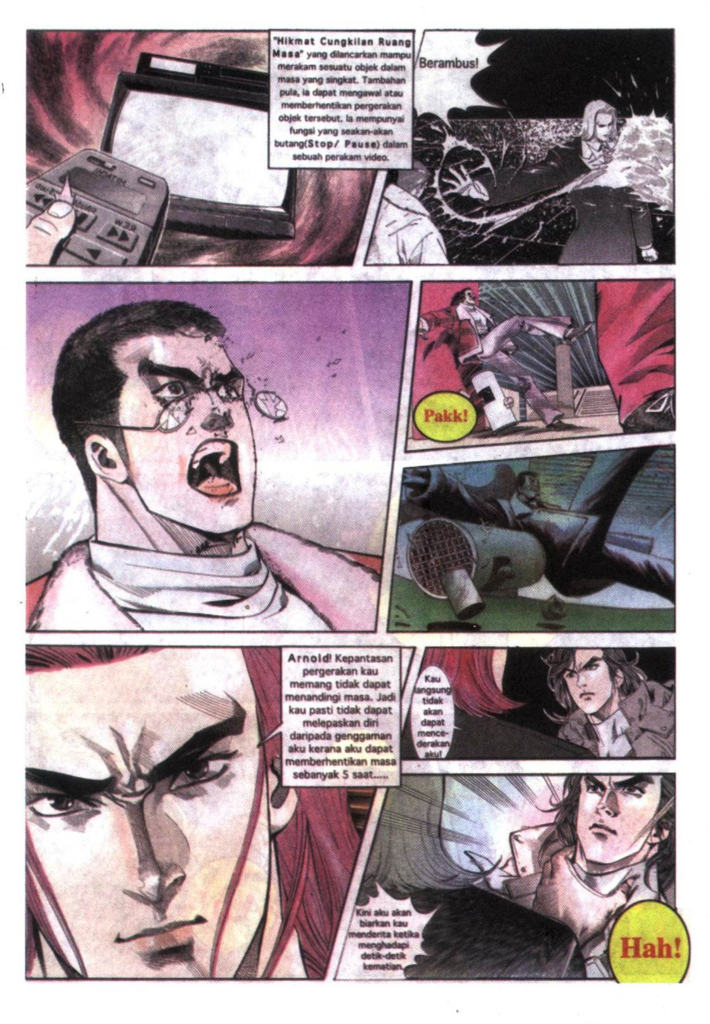 "Hikmat Cungkilan Ruang
Masa" yang dilancarkan mampu
merakam sesuatu objek dalam
masa yang singkat. Tambahan
pula, ia dapat mengawal atau
memberhentikan pergerakan
objek tersebut. Ia mempunyai
fungsi yang seakan-akan
butang(Stop/ Pause) dalam
sebuah perakam video.
Berambus!
Pakk!
Arnold! Kepantasan
pergerakan kau
memang tidak dapat
menandingi masa. Jadi
kau pasti tidak dapat
melepaskan diri
daripada genggaman
aku kerana aku dapat
memberhentikan masa
sebanyak 5 saat.....
Kau
langsung
tidak
akan
dapat
mence-
derakan
aku!
Kini aku akan
biarkan kau
menderita ketika
menghadapi
detik-detik
kematian.
Hah!